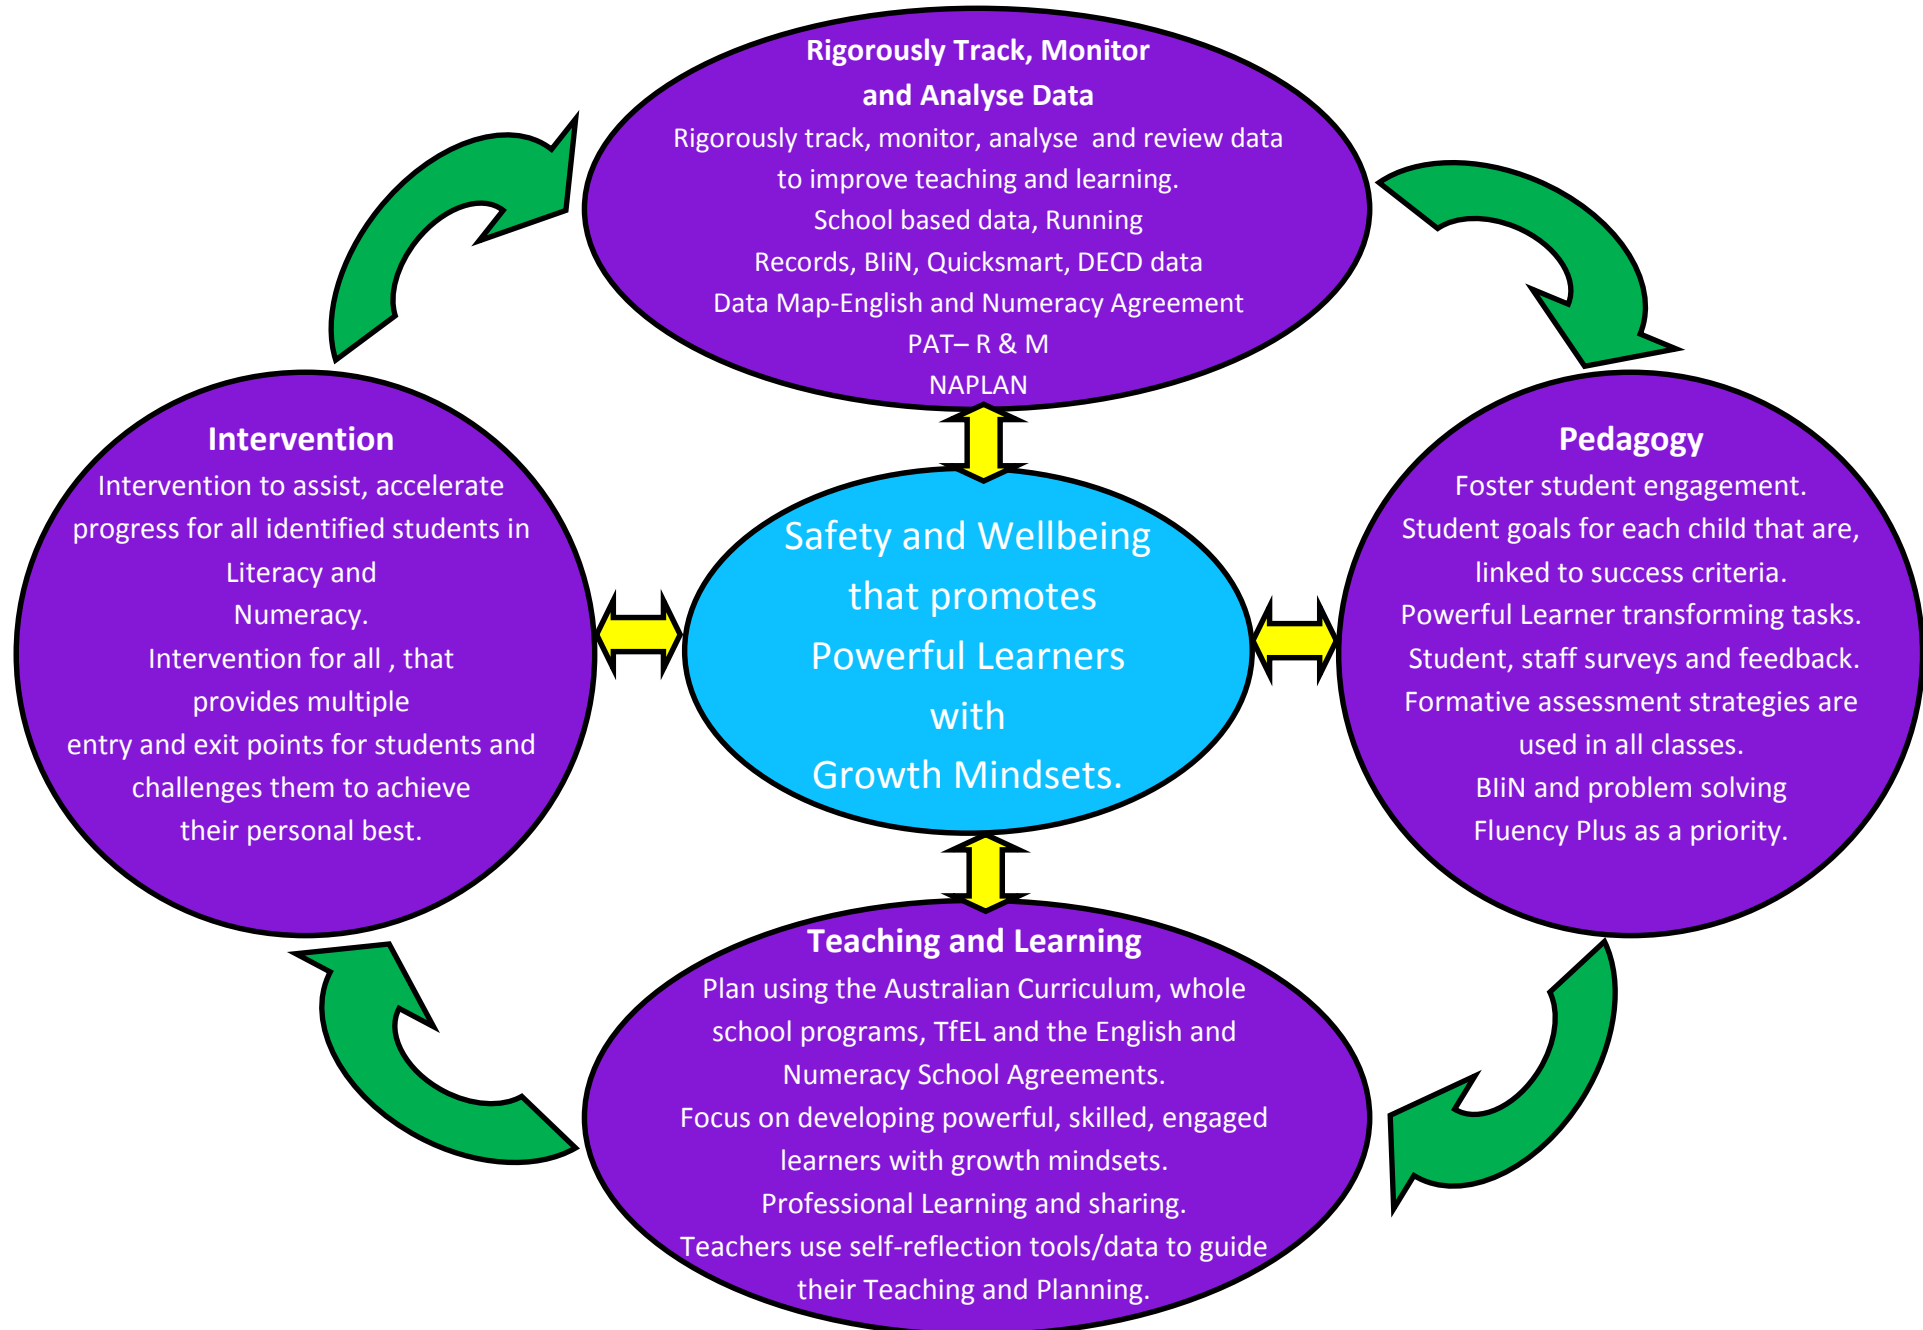 Rigorously Track, Monitor
and Analyse Data
Rigorously track, monitor, analyse  and review data
to improve teaching and learning.
School based data, Running
Records, BIiN, Quicksmart, DECD data
Data Map-English and Numeracy Agreement
PAT– R & M
NAPLAN
Intervention
Intervention to assist, accelerate
progress for all identified students in
Literacy and
Numeracy.
Intervention for all , that
provides multiple
entry and exit points for students and
challenges them to achieve
their personal best.
Safety and Wellbeing
that promotes
Powerful Learners
with
Growth Mindsets.
Pedagogy
Foster student engagement.
Student goals for each child that are,
linked to success criteria.
Powerful Learner transforming tasks.
Student, staff surveys and feedback.
Formative assessment strategies are
used in all classes.
BIiN and problem solving
Fluency Plus as a priority.
Teaching and Learning
Plan using the Australian Curriculum, whole
school programs, TfEL and the English and
Numeracy School Agreements.
Focus on developing powerful, skilled, engaged
learners with growth mindsets.
Professional Learning and sharing.
Teachers use self-reflection tools/data to guide
their Teaching and Planning.